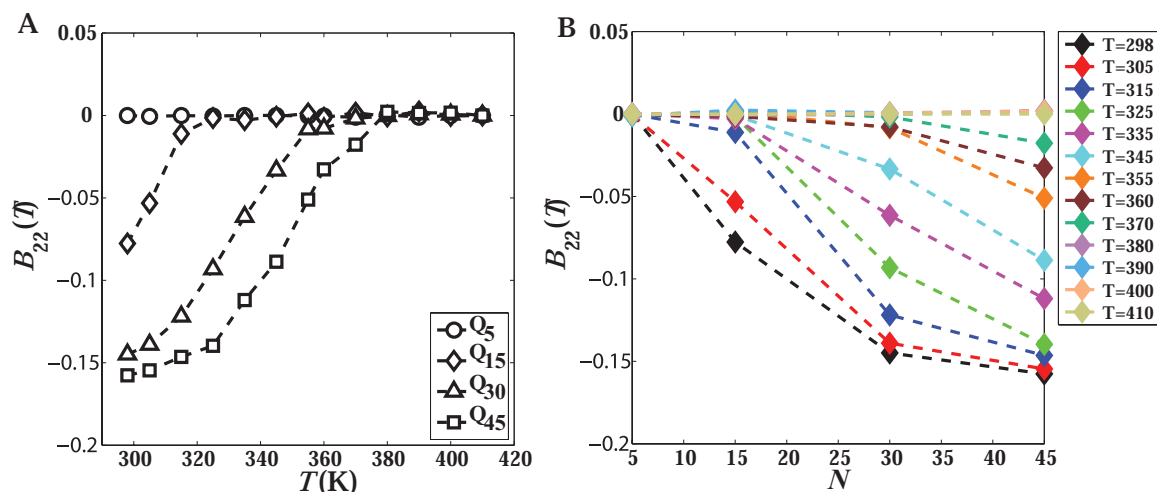 A
B₂₂(T)
0.05
0
−0.05
−0.1
−0.15
−0.2
300 320 340 360 380 400 420
T(K)
Q5
Q15
Q30
Q45
B
B₂₂(T)
0.05
0
−0.05
−0.1
−0.15
−0.2
5 10 15 20 25 30 35 40 45
N
T=298
T=305
T=315
T=325
T=335
T=345
T=355
T=360
T=370
T=380
T=390
T=400
T=410